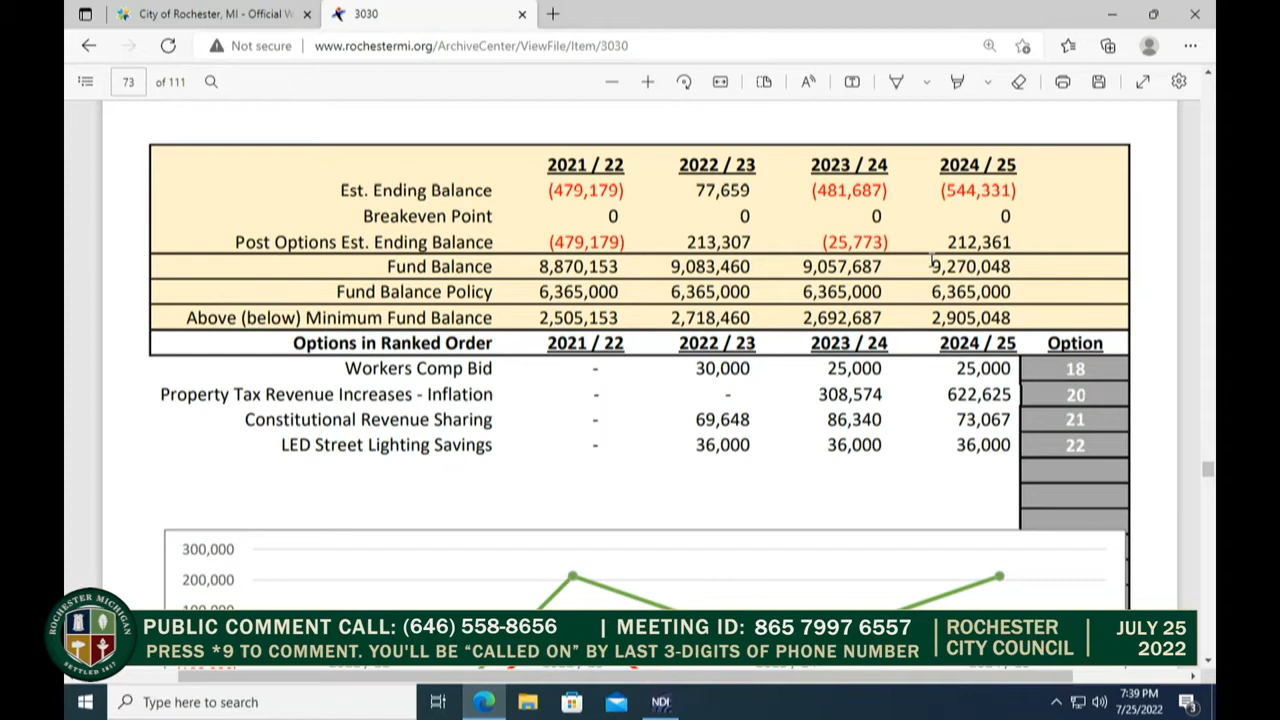 City of Rochester, MI - Official W
3030
Not secure | www.rochestermi.org/ArchiveCenter/ViewFile/Item/3030
73 of 111
2021 / 22 2022 / 23 2023 / 24 2024 / 25
Est. Ending Balance (479,179) 77,659 (481,687) (544,331)
Breakeven Point 0 0 0 0
Post Options Est. Ending Balance (479,179) 213,307 (25,773) 212,361
Fund Balance 8,870,153 9,083,460 9,057,687 9,270,048
Fund Balance Policy 6,365,000 6,365,000 6,365,000 6,365,000
Above (below) Minimum Fund Balance 2,505,153 2,718,460 2,692,687 2,905,048
Options in Ranked Order 2021 / 22 2022 / 23 2023 / 24 2024 / 25 Option
Workers Comp Bid - 30,000 25,000 25,000 18
Property Tax Revenue Increases - Inflation - - 308,574 622,625 20
Constitutional Revenue Sharing - 69,648 86,340 73,067 21
LED Street Lighting Savings - 36,000 36,000 36,000 22
300,000
200,000
ROCHESTER MICHIGAN
SETTLED 1817
PUBLIC COMMENT CALL: (646) 558-8656 | MEETING ID: 865 7997 6557
PRESS *9 TO COMMENT. YOU'LL BE “CALLED ON” BY LAST 3-DIGITS OF PHONE NUMBER
ROCHESTER
CITY COUNCIL
JULY 25
2022
Type here to search
NDI
7:39 PM
7/25/2022
3